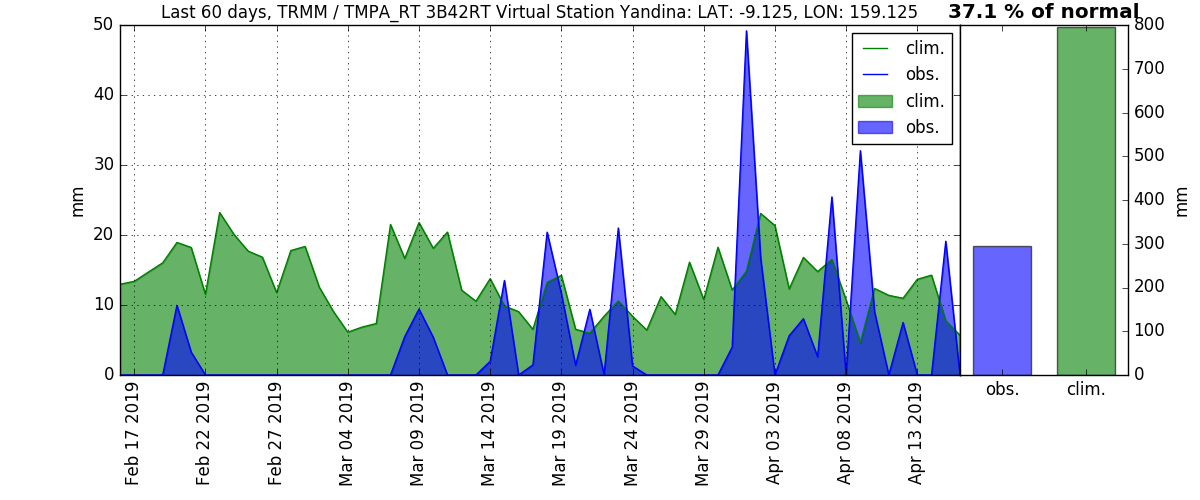 Last 60 days, TRMM / TMPA_RT 3B42RT Virtual Station Yandina: LAT: -9.125, LON: 159.125
37.1 % of normal
50
40
30
20
10
0
mm
clim.
obs.
clim.
obs.
800
700
600
500
400
300
200
100
0
mm
obs.
clim.
Feb 17 2019
Feb 22 2019
Feb 27 2019
Mar 04 2019
Mar 09 2019
Mar 14 2019
Mar 19 2019
Mar 24 2019
Mar 29 2019
Apr 03 2019
Apr 08 2019
Apr 13 2019